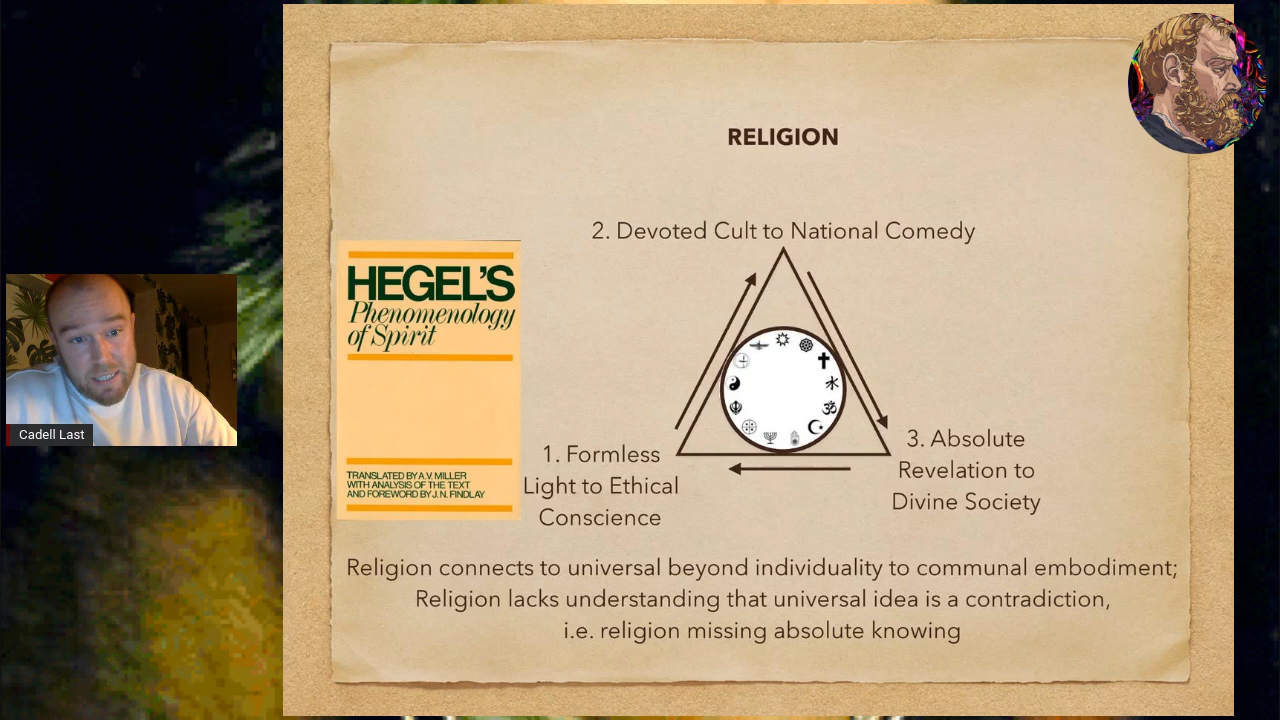 RELIGION
2. Devoted Cult to National Comedy
HEGEL'S
Phenomenology
of Spirit
TRANSLATED BY A.V. MILLER
WITH ANALYSIS OF THE TEXT
AND FOREWORD BY J. N. FINDLAY
Cadell Last
1. Formless
Light to Ethical
Conscience
3. Absolute
Revelation to
Divine Society
Religion connects to universal beyond individuality to communal embodiment;
Religion lacks understanding that universal idea is a contradiction,
i.e. religion missing absolute knowing